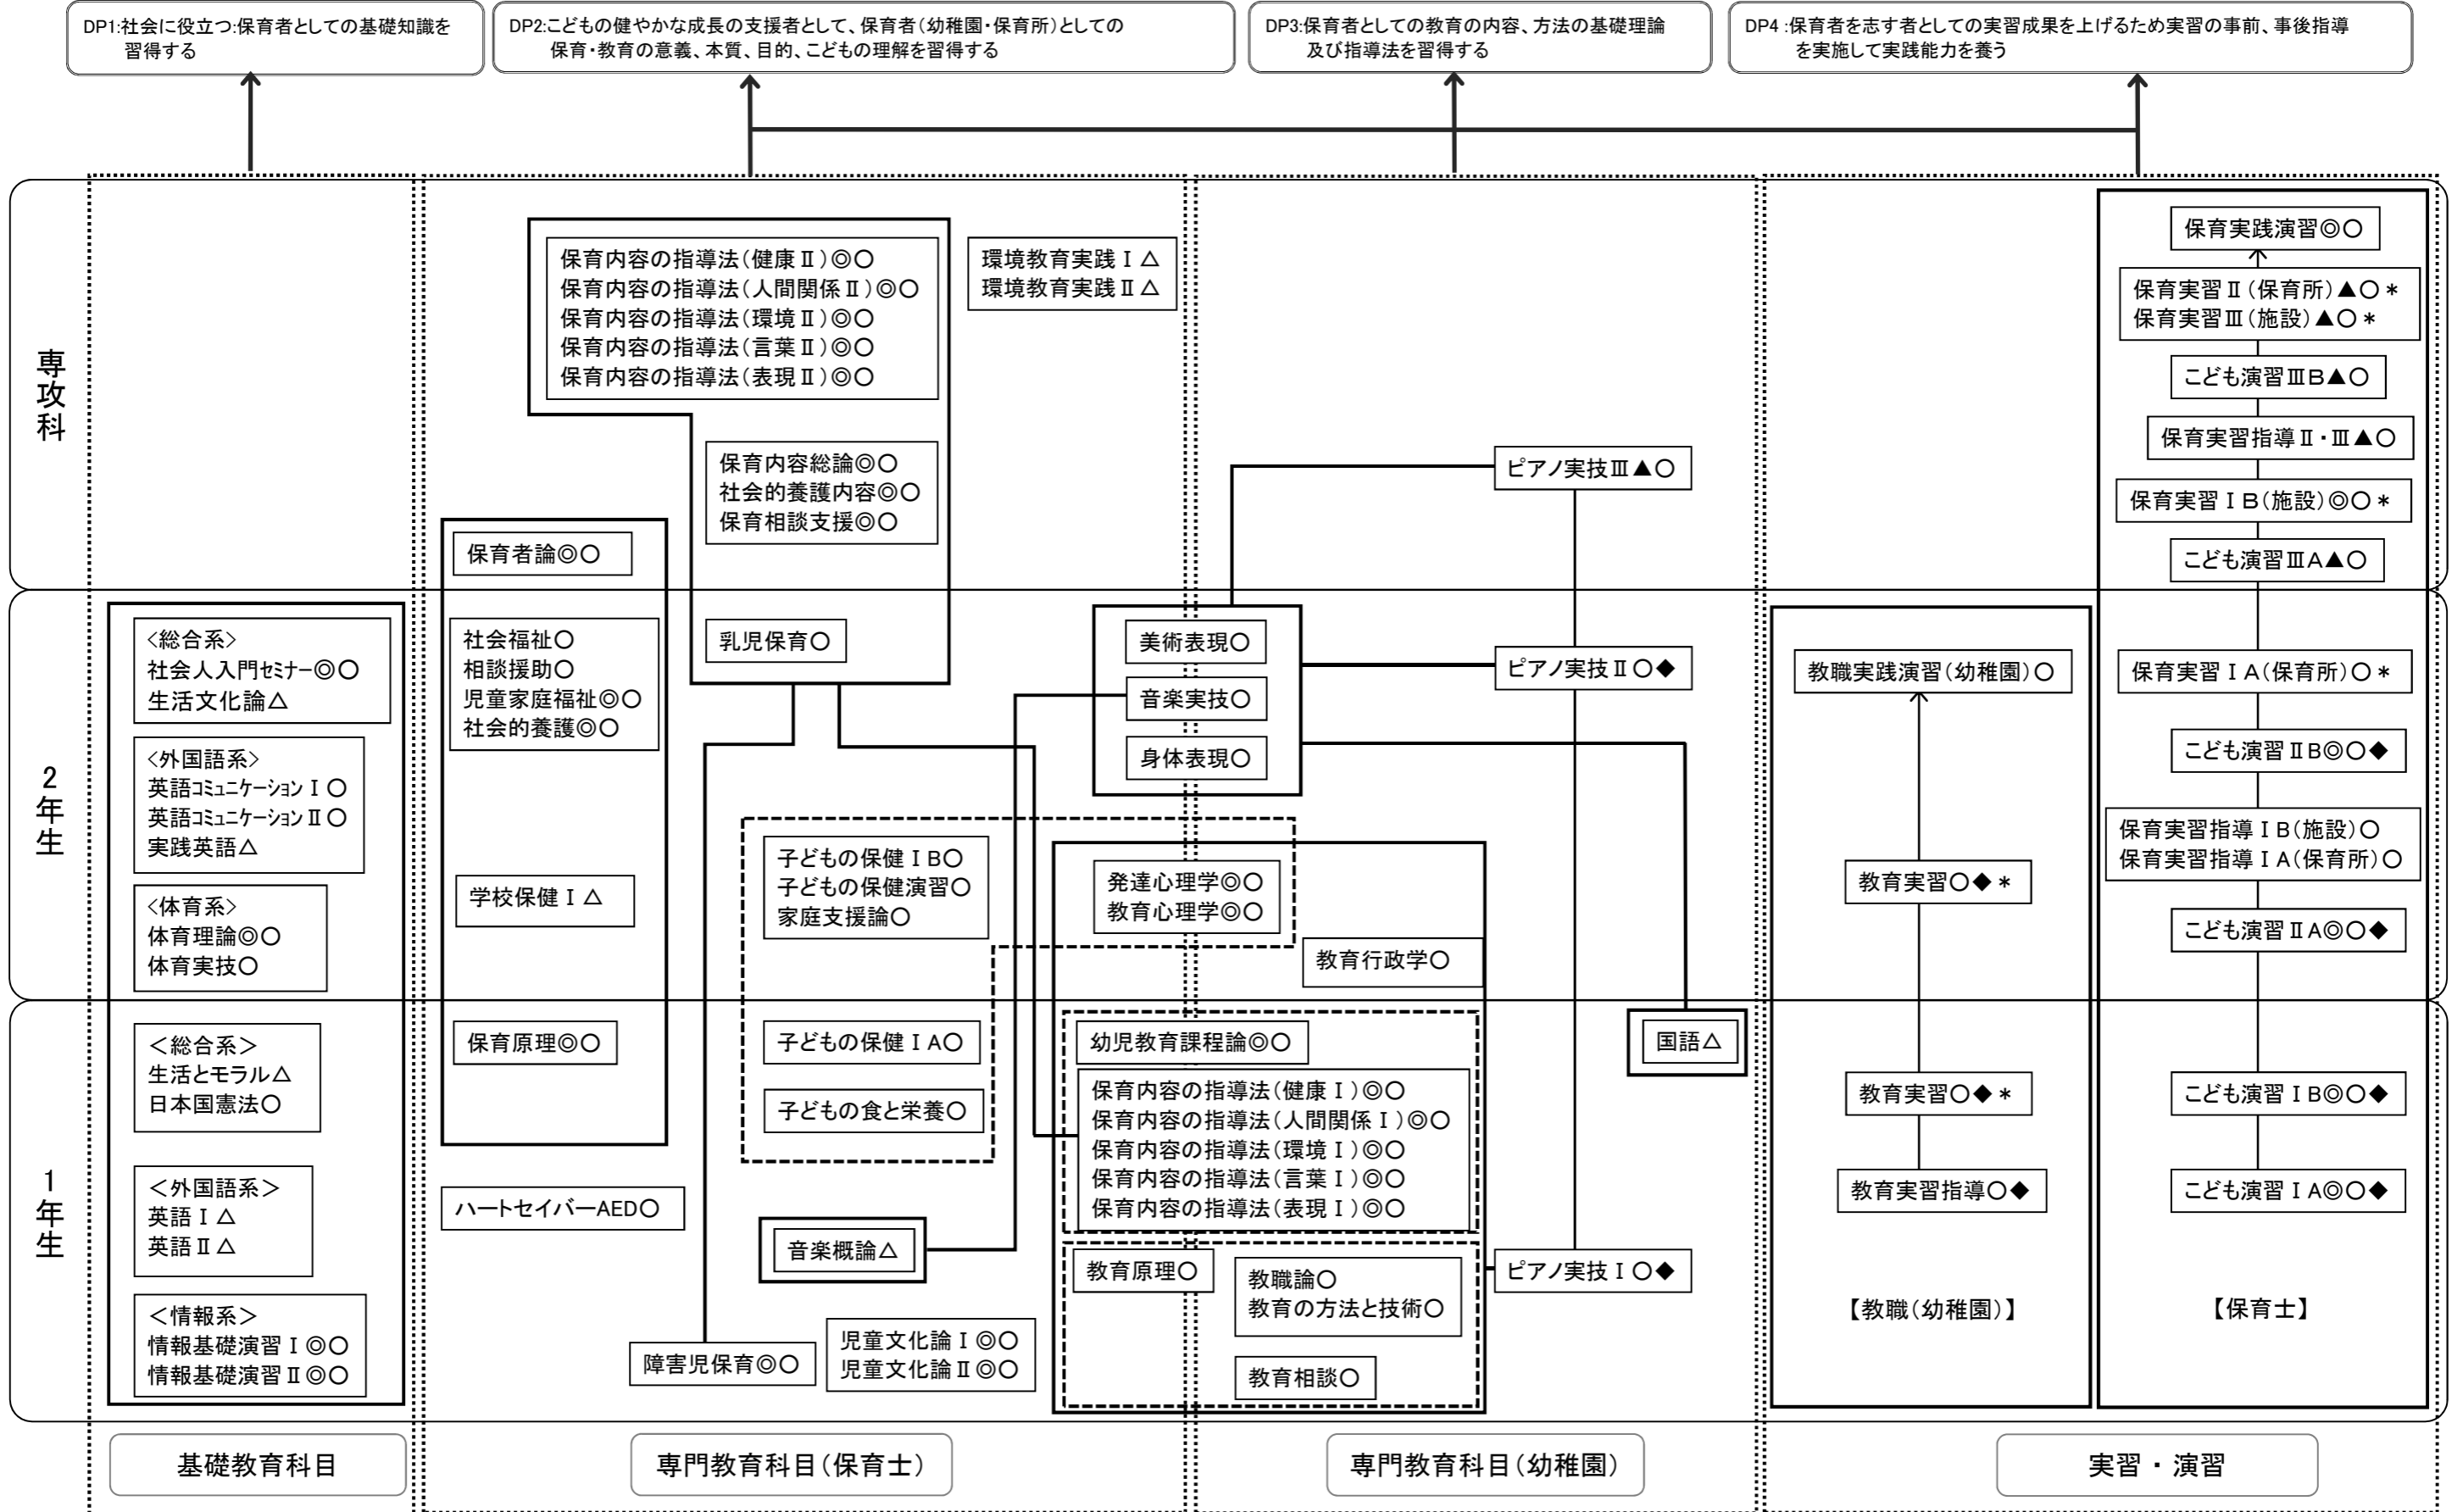 DP1:社会に役立つ:保育者としての基礎知識を
習得する
DP2:こどもの健やかな成長の支援者として、保育者(幼稚園・保育所)としての
保育・教育の意義、本質、目的、こどもの理解を習得する
DP3:保育者としての教育の内容、方法の基礎理論
及び指導法を習得する
DP4 :保育者を志す者としての実習成果を上げるため実習の事前、事後指導
を実施して実践能力を養う
専攻科
保育内容の指導法(健康Ⅱ)◎○
保育内容の指導法(人間関係Ⅱ)◎○
保育内容の指導法(環境Ⅱ)◎○
保育内容の指導法(言葉Ⅱ)◎○
保育内容の指導法(表現Ⅱ)◎○
環境教育実践Ⅰ△
環境教育実践Ⅱ△
保育内容総論◎○
社会的養護内容◎○
保育相談支援◎○
保育者論◎○
ピアノ実技Ⅲ▲○
保育実践演習◎○
保育実習Ⅱ(保育所)▲○*
保育実習Ⅲ(施設)▲○*
こども演習ⅢB▲○
保育実習指導Ⅱ・Ⅲ▲○
保育実習ⅠB(施設)◎○*
こども演習ⅢA▲○
2年生
<総合系>
社会人入門セミナー◎○
生活文化論△
<外国語系>
英語コミュニケーションⅠ○
英語コミュニケーションⅡ○
実践英語△
<体育系>
体育理論◎○
体育実技○
社会福祉○
相談援助○
児童家庭福祉◎○
社会的養護◎○
学校保健Ⅰ△
乳児保育○
子どもの保健ⅠB○
子どもの保健演習○
家庭支援論○
美術表現○
音楽実技○
身体表現○
発達心理学◎○
教育心理学◎○
教育行政学○
ピアノ実技Ⅱ○◆
教職実践演習(幼稚園)○
教育実習○◆*
保育実習ⅠA(保育所)○*
こども演習ⅡB◎○◆
保育実習指導ⅠB(施設)○
保育実習指導ⅠA(保育所)○
こども演習ⅡA◎○◆
1年生
<総合系>
生活とモラル△
日本国憲法○
<外国語系>
英語Ⅰ△
英語Ⅱ△
<情報系>
情報基礎演習Ⅰ◎○
情報基礎演習Ⅱ◎○
保育原理◎○
ハートセイバーAED○
子どもの保健ⅠA○
子どもの食と栄養○
音楽概論△
障害児保育◎○
児童文化論Ⅰ◎○
児童文化論Ⅱ◎○
幼児教育課程論◎○
保育内容の指導法(健康Ⅰ)◎○
保育内容の指導法(人間関係Ⅰ)◎○
保育内容の指導法(環境Ⅰ)◎○
保育内容の指導法(言葉Ⅰ)◎○
保育内容の指導法(表現Ⅰ)◎○
教育原理○
教職論○
教育の方法と技術○
教育相談○
国語△
ピアノ実技Ⅰ○◆
教育実習○◆*
教育実習指導○◆
【教職(幼稚園)】
こども演習ⅠB◎○◆
こども演習ⅠA◎○◆
【保育士】
基礎教育科目
専門教育科目(保育士)
専門教育科目(幼稚園)
実習・演習